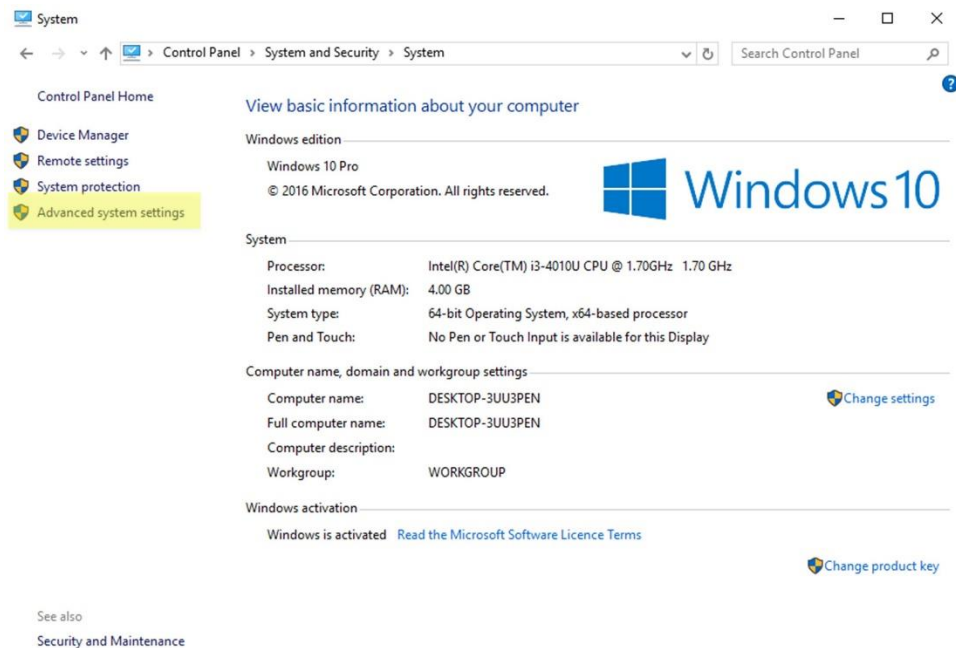 System
Control Panel > System and Security > System
Search Control Panel
Control Panel Home
Device Manager
Remote settings
System protection
Advanced system settings
See also
Security and Maintenance
View basic information about your computer
Windows edition
Windows 10 Pro
© 2016 Microsoft Corporation. All rights reserved.
Windows 10
System
Processor: Intel(R) Core(TM) i3-4010U CPU @ 1.70GHz 1.70 GHz
Installed memory (RAM): 4.00 GB
System type: 64-bit Operating System, x64-based processor
Pen and Touch: No Pen or Touch Input is available for this Display
Computer name, domain and workgroup settings
Computer name: DESKTOP-3UU3PEN
Change settings
Full computer name: DESKTOP-3UU3PEN
Computer description:
Workgroup: WORKGROUP
Windows activation
Windows is activated Read the Microsoft Software Licence Terms
Change product key